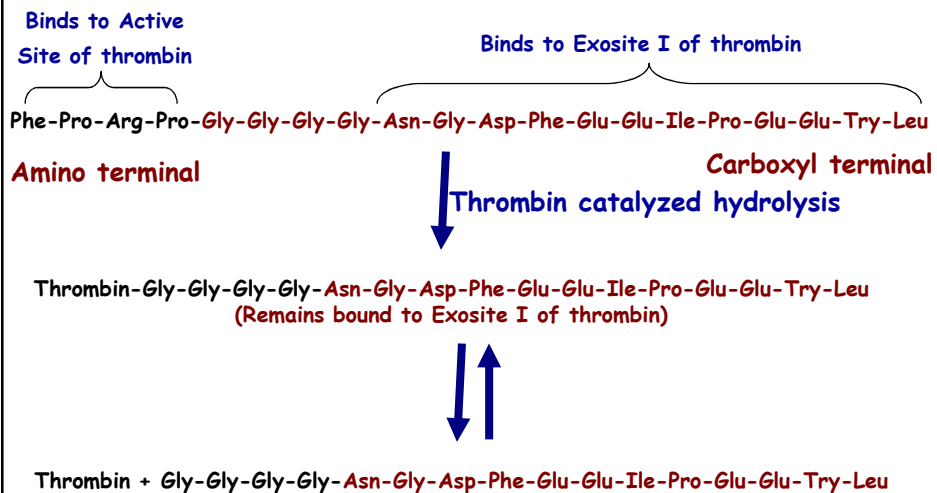 Binds to Active
Site of thrombin
Binds to Exosite I of thrombin
Phe-Pro-Arg-Pro-Gly-Gly-Gly-Gly-Asn-Gly-Asp-Phe-Glu-Glu-Ile-Pro-Glu-Glu-Try-Leu
Amino terminal
Carboxyl terminal
Thrombin catalyzed hydrolysis
Thrombin-Gly-Gly-Gly-Gly-Asn-Gly-Asp-Phe-Glu-Glu-Ile-Pro-Glu-Glu-Try-Leu
(Remains bound to Exosite I of thrombin)
Thrombin + Gly-Gly-Gly-Gly-Asn-Gly-Asp-Phe-Glu-Glu-Ile-Pro-Glu-Glu-Try-Leu